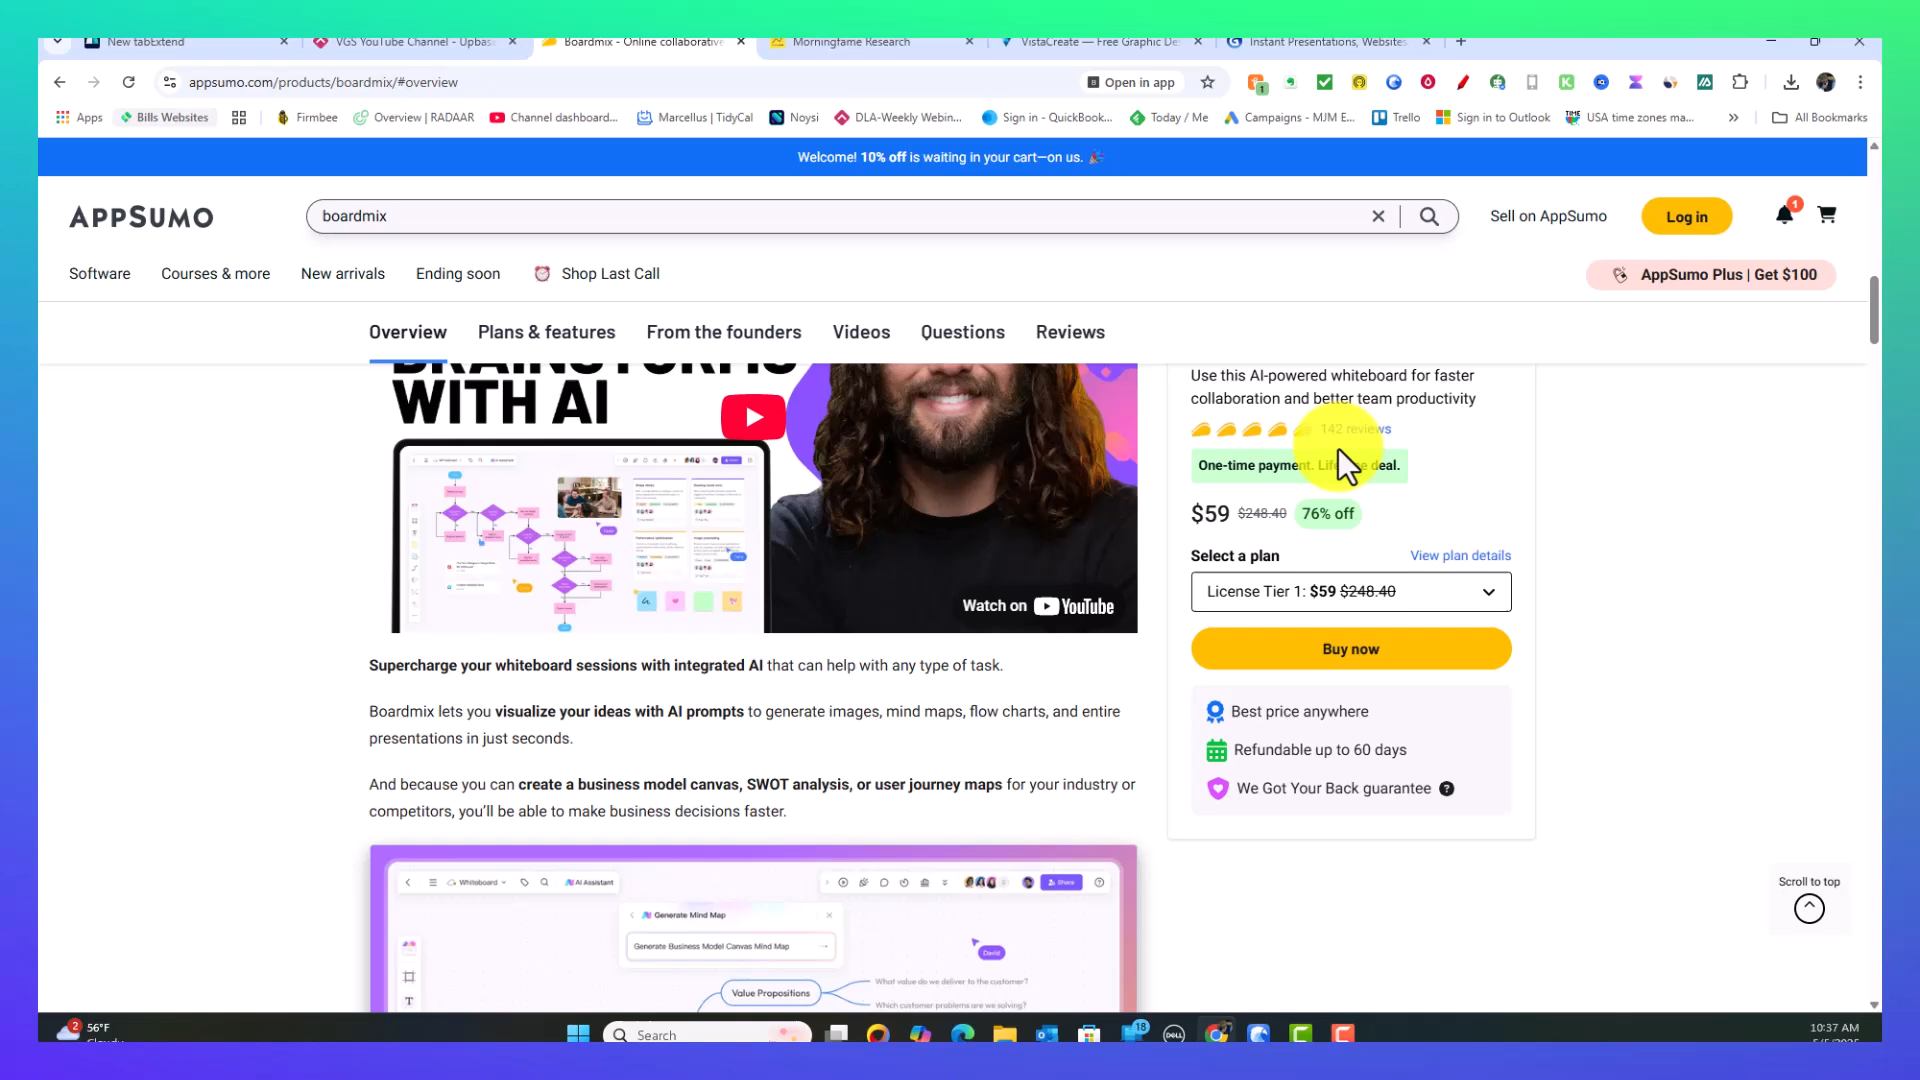 New tabExtend
VGS YouTube Channel - Upbas
Boardmix - Online collaborative
Morningfame Research
VistaCreate — Free Graphic De
Instant Presentations, Websites
appsumo.com/products/boardmix/#overview
Open in app
1
Apps
Bills Websites
Firmbee
Overview | RADAAR
Channel dashboard...
Marcellus | TidyCal
Noysi
DLA-Weekly Webin...
Sign in - QuickBook...
Today / Me
Campaigns - MJM E...
Trello
Sign in to Outlook
USA time zones ma...
All Bookmarks
Welcome! 10% off is waiting in your cart—on us.
APPSUMO
boardmix
Sell on AppSumo
Log in
1
Software
Courses & more
New arrivals
Ending soon
Shop Last Call
AppSumo Plus | Get $100
Overview
Plans & features
From the founders
Videos
Questions
Reviews
BRAINSTORMS
WITH AI
Watch on YouTube
Use this AI-powered whiteboard for faster
collaboration and better team productivity
142 reviews
One-time payment. Lifetime deal.
$59 $248.40 76% off
Select a plan
View plan details
License Tier 1: $59 $248.40
Buy now
Best price anywhere
Refundable up to 60 days
We Got Your Back guarantee ?
Supercharge your whiteboard sessions with integrated AI that can help with any type of task.
Boardmix lets you visualize your ideas with AI prompts to generate images, mind maps, flow charts, and entire
presentations in just seconds.
And because you can create a business model canvas, SWOT analysis, or user journey maps for your industry or
competitors, you'll be able to make business decisions faster.
Whiteboard
AI Assistant
Share
Generate Mind Map
Generate Business Model Canvas Mind Map
David
T
Value Propositions
What value do we deliver to the customer?
Which customer problems are we solving?
Scroll to top
2
56°F
Cloudy
Search
18
DELL
10:37 AM
5/5/2025